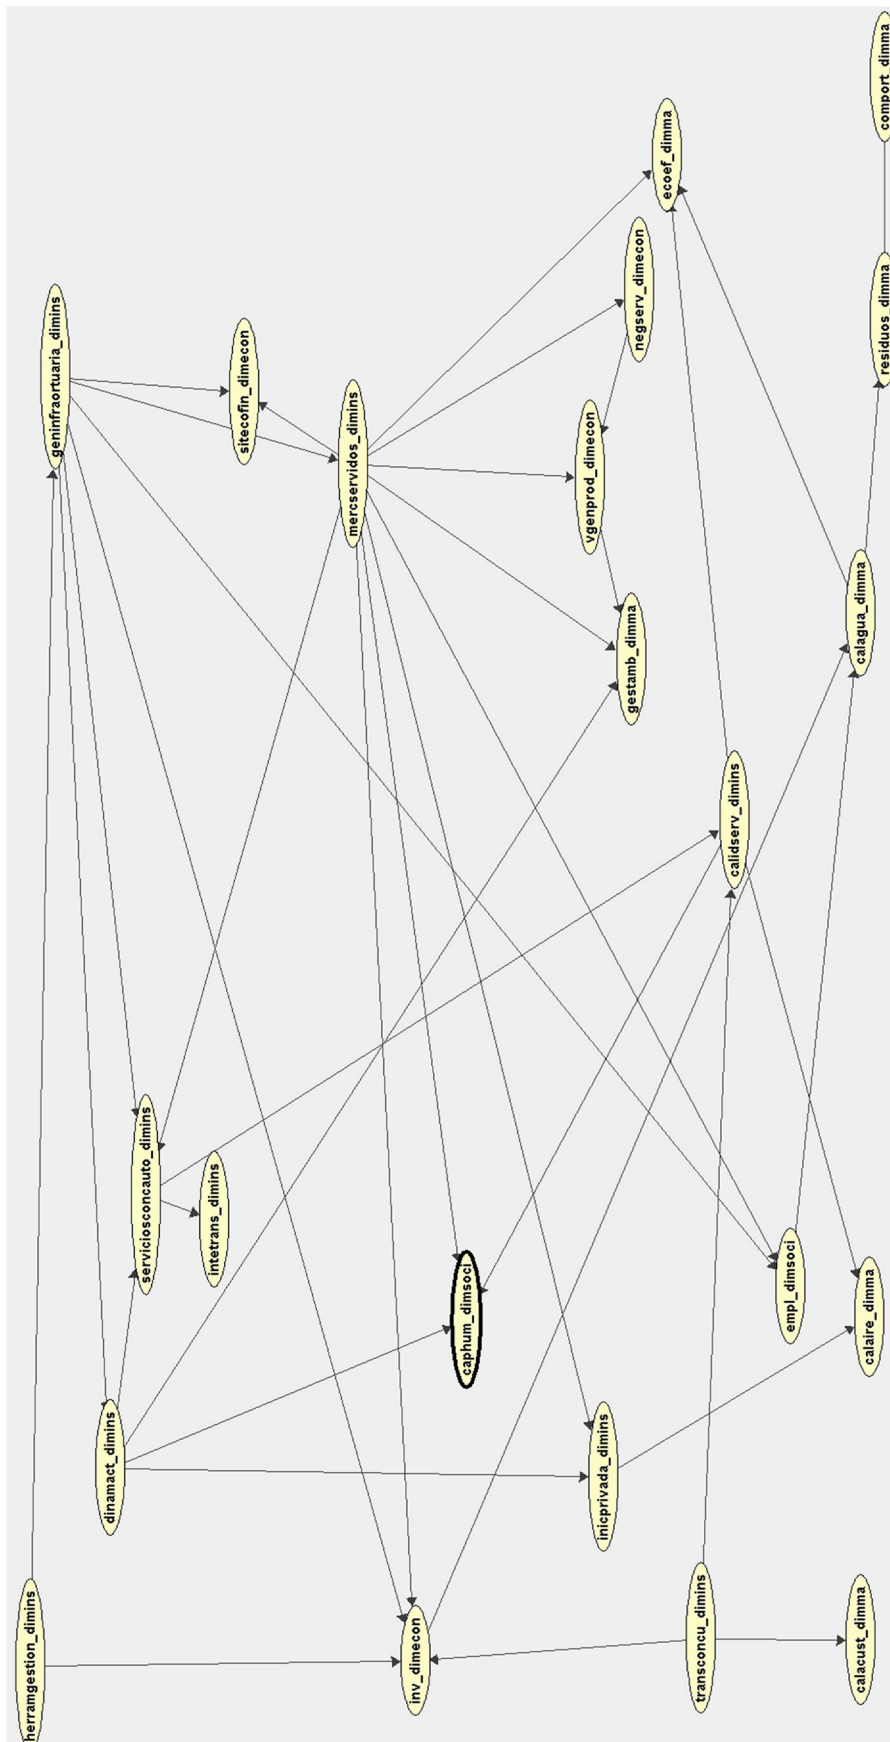 comport_dimma
ecoef_dimma
negserv_dimecon
residuos_dimma
geninfraortuaria_dimins
sitecofin_dimecon
mercservidos_dimins
vgenprod_dimecon
gestamb_dimma
calagua_dimma
calidserv_dimins
serviciosconcauto_dimins
intetrans_dimins
caphum_dimsoci
empl_dimsoci
calaire_dimma
dinamact_dimins
inicprivada_dimins
herramgestion_dimins
inv_dimecon
transconcu_dimins
calacust_dimma